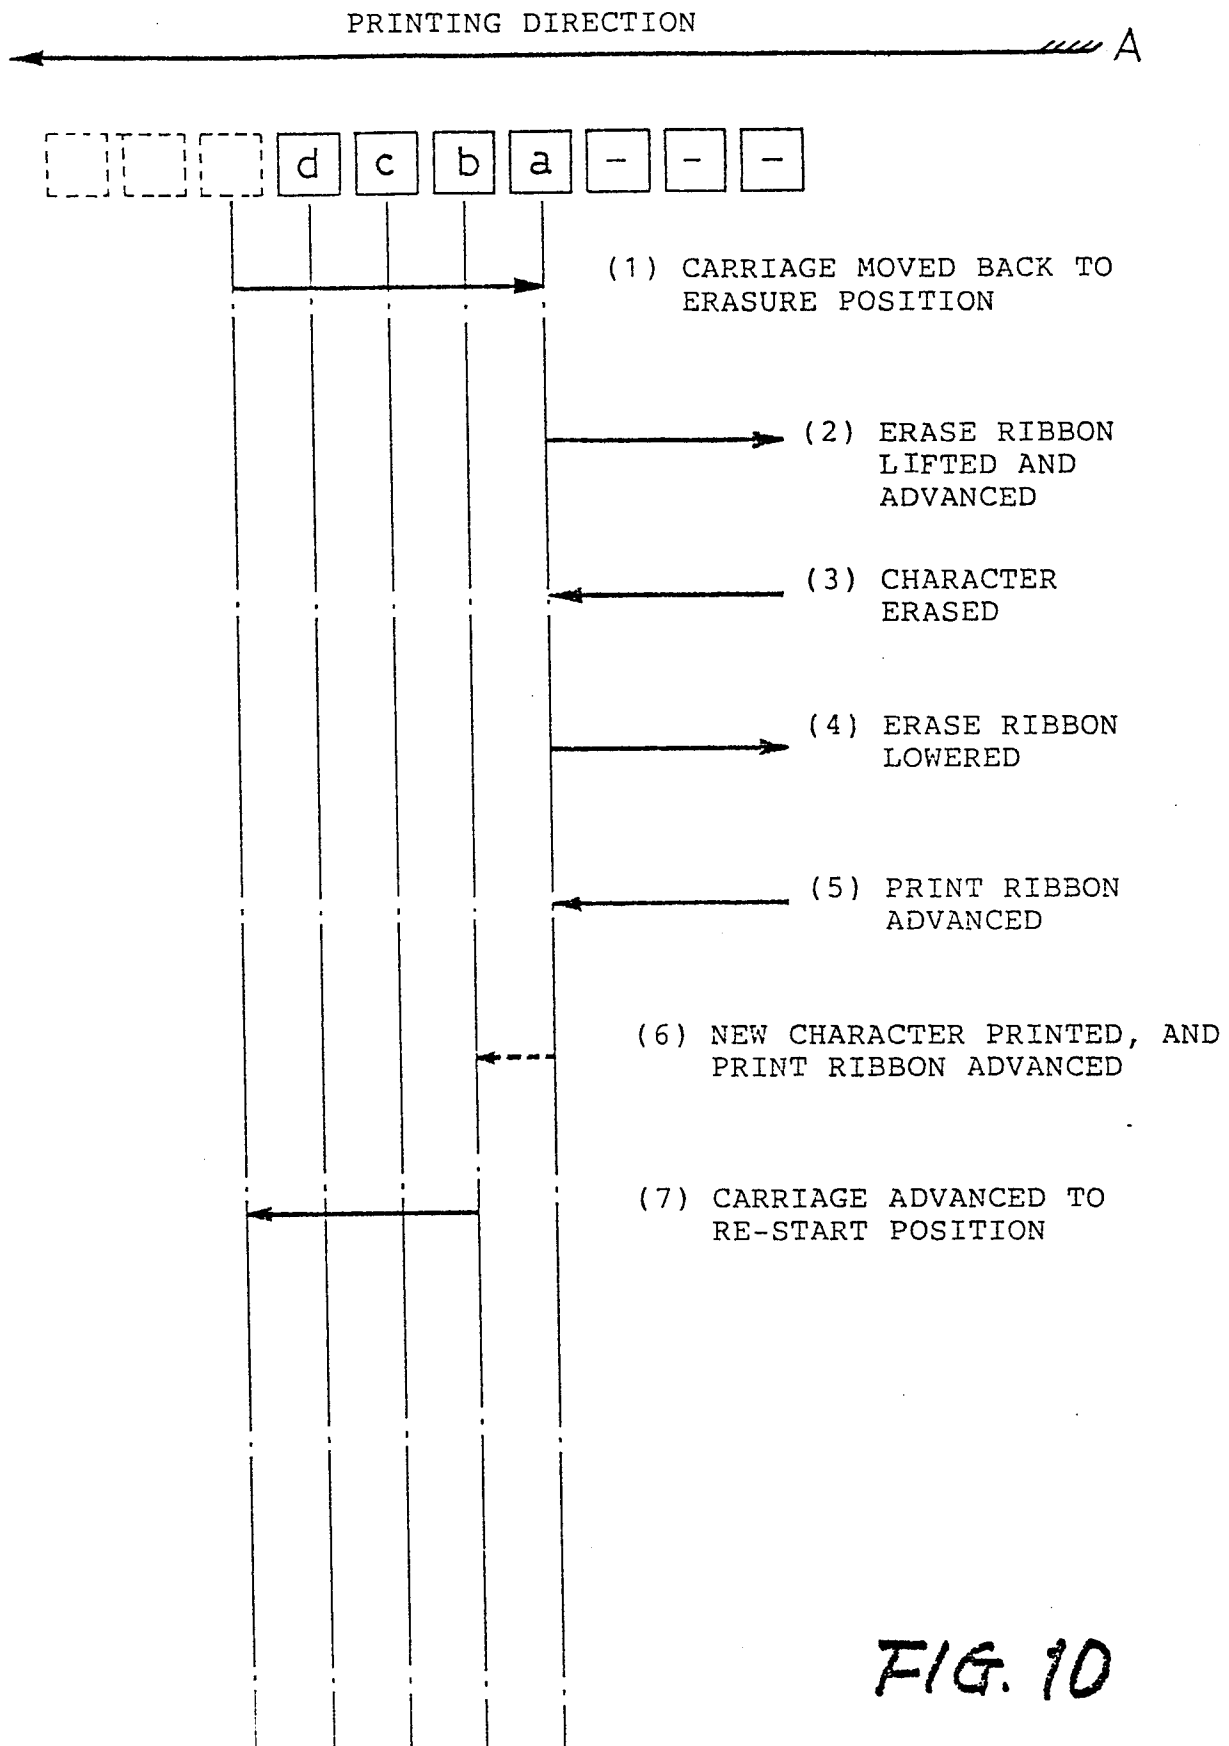 PRINTING DIRECTION
A
d c b a - - -
(1) CARRIAGE MOVED BACK TO
ERASURE POSITION
(2) ERASE RIBBON
LIFTED AND
ADVANCED
(3) CHARACTER
ERASED
(4) ERASE RIBBON
LOWERED
(5) PRINT RIBBON
ADVANCED
(6) NEW CHARACTER PRINTED, AND
PRINT RIBBON ADVANCED
(7) CARRIAGE ADVANCED TO
RE-START POSITION
FIG. 10